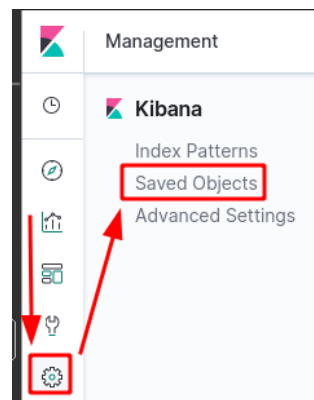 Management
Kibana
Index Patterns
Saved Objects
Advanced Settings